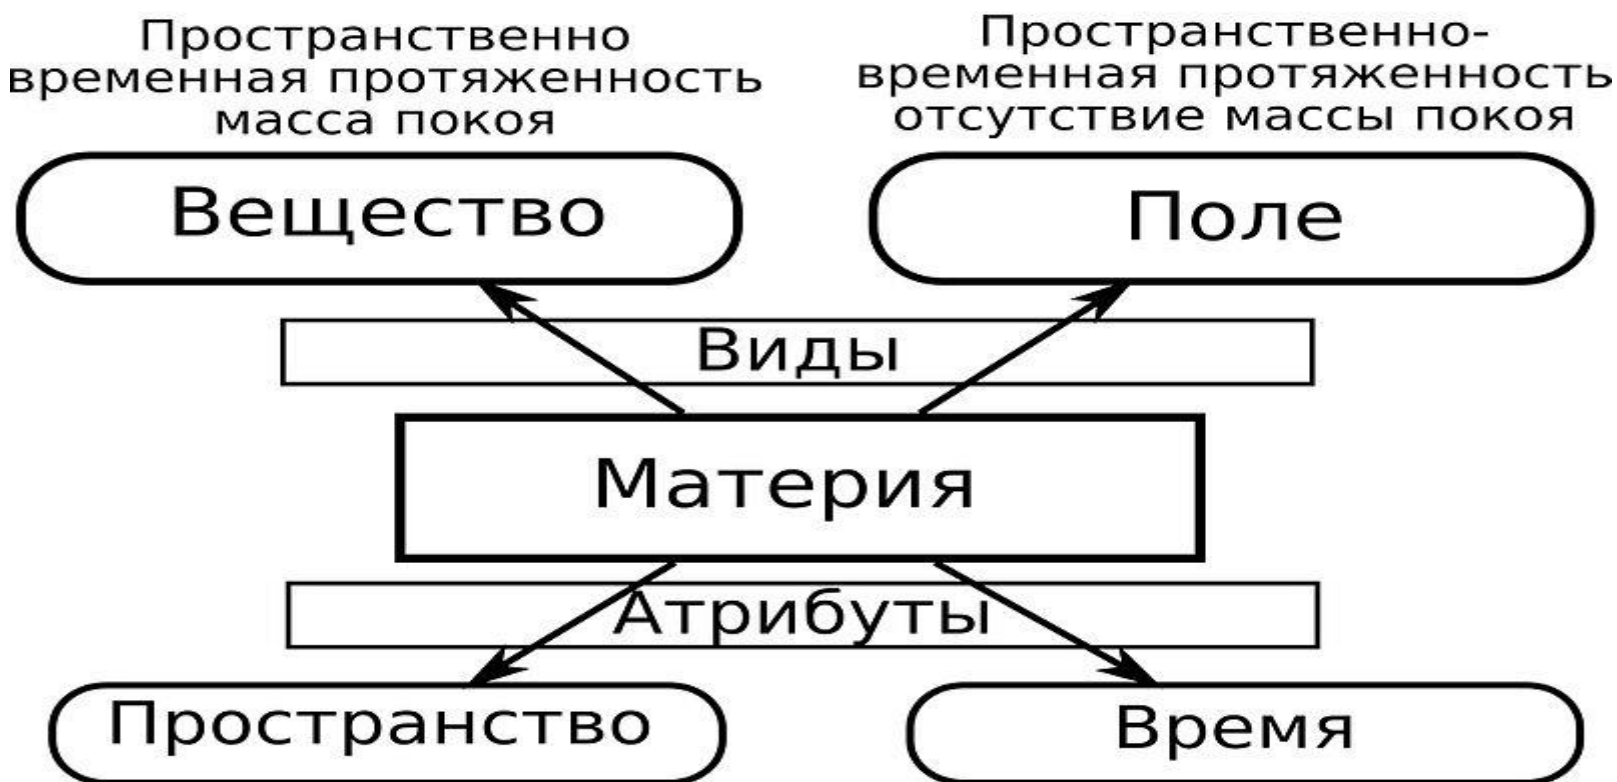 Пространственно
временная протяженность
масса покоя
Пространственно-
временная протяженность
отсутствие массы покоя
Вещество
Поле
Виды
Материя
Атрибуты
Пространство
Время